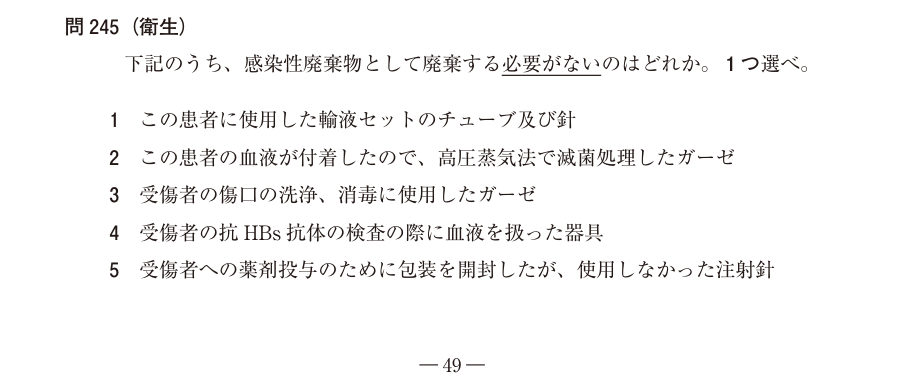 問 245（衛生）
下記のうち、感染性廃棄物として廃棄する必要がないのはどれか。1つ選べ。
1 この患者に使用した輸液セットのチューブ及び針
2 この患者の血液が付着したので、高圧蒸気法で滅菌処理したガーゼ
3 受傷者の傷口の洗浄、消毒に使用したガーゼ
4 受傷者の抗 HBs 抗体の検査の際に血液を扱った器具
5 受傷者への薬剤投与のために包装を開封したが、使用しなかった注射針
― 49 ―